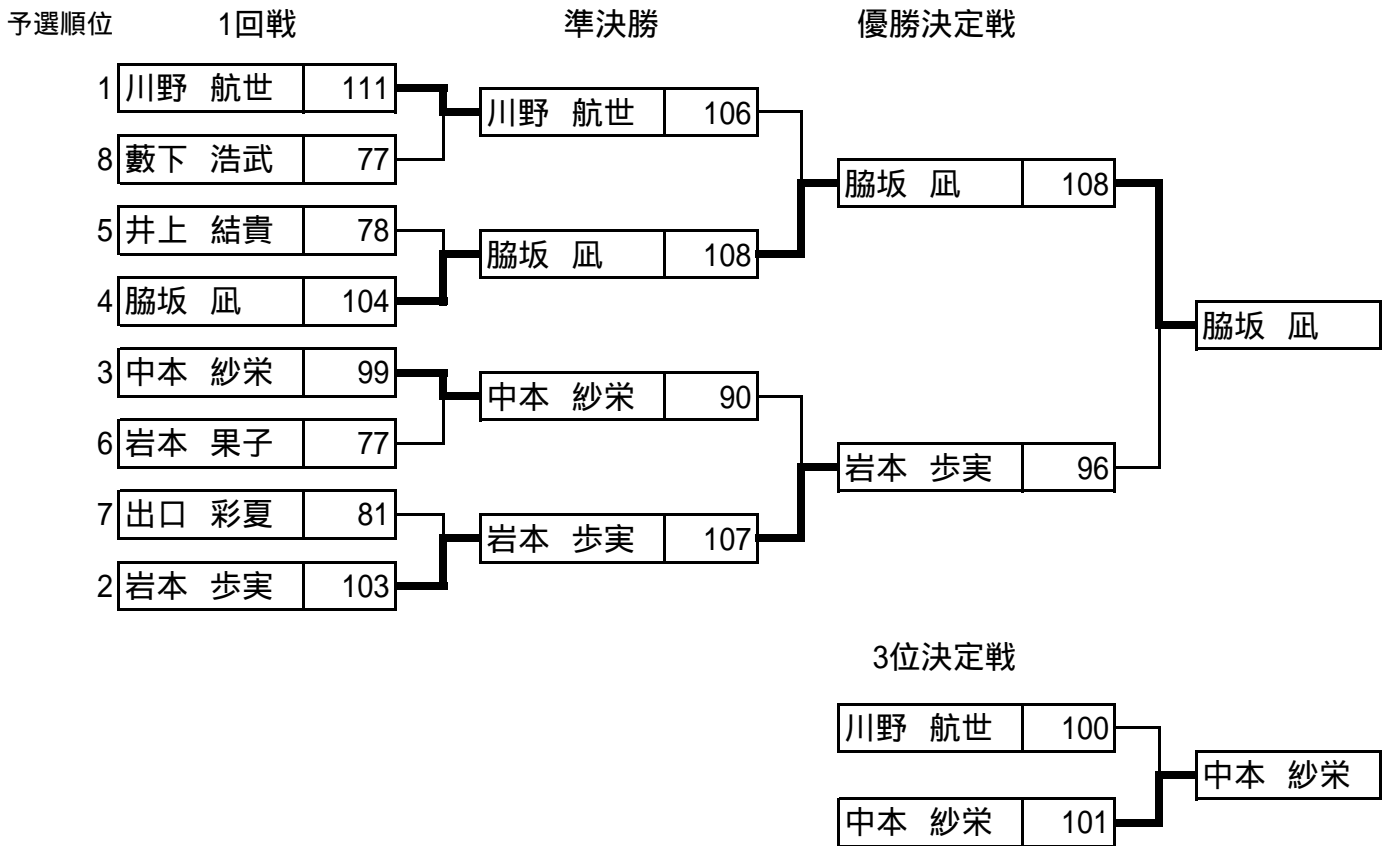 予選順位 1回戦 準決勝 優勝決定戦
1 川野 航世 111
川野 航世 106
8 藪下 浩武 77
脇坂 凪 108
5 井上 結貴 78
脇坂 凪 108
4 脇坂 凪 104
脇坂 凪
3 中本 紗栄 99
中本 紗栄 90
6 岩本 果子 77
岩本 歩実 96
7 出口 彩夏 81
岩本 歩実 107
2 岩本 歩実 103
3位決定戦
川野 航世 100
中本 紗栄
中本 紗栄 101